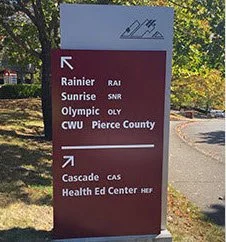 Rainier RAI
Sunrise SNR
Olympic OLY
CWU Pierce County
Cascade CAS
Health Ed Center HEF